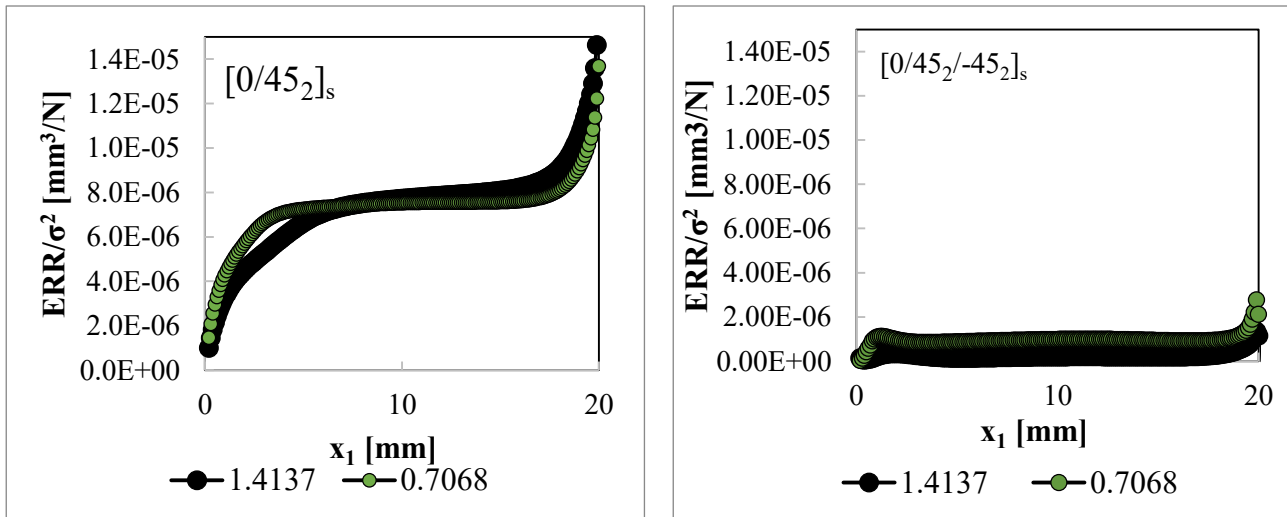 1.4E-05
1.2E-05
1.0E-05
8.0E-06
6.0E-06
4.0E-06
2.0E-06
0.0E+00
ERR/σ² [mm³/N]
[0/45₂]ₛ
0
10
20
x₁ [mm]
1.4137
0.7068
1.40E-05
1.20E-05
1.00E-05
8.00E-06
6.00E-06
4.00E-06
2.00E-06
0.00E+00
ERR/σ² [mm3/N]
[0/45₂/-45₂]ₛ
0
10
20
x₁ [mm]
1.4137
0.7068